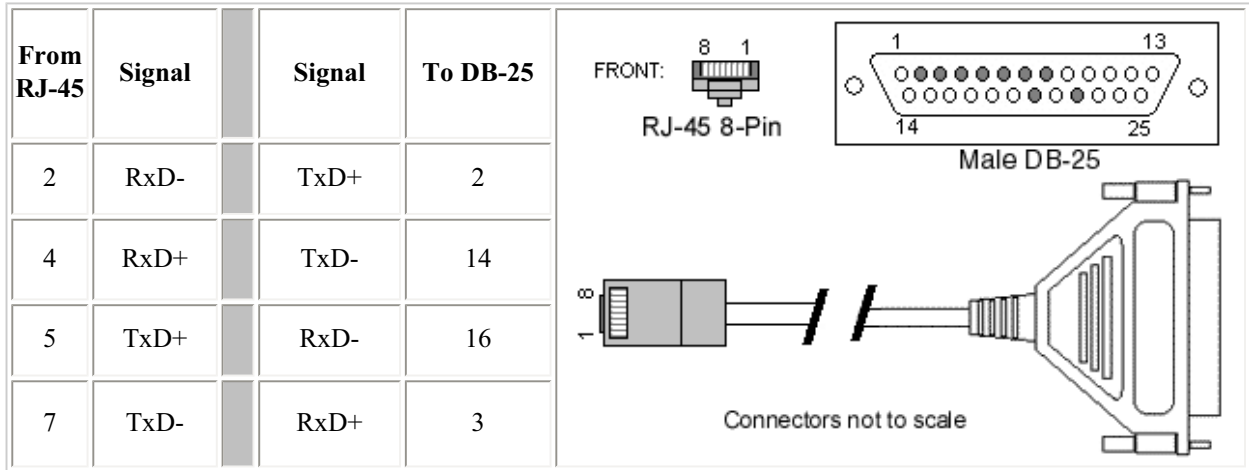 From RJ-45 Signal Signal To DB-25
2 RxD- TxD+ 2
4 RxD+ TxD- 14
5 TxD+ RxD- 16
7 TxD- RxD+ 3
8 1
FRONT:
RJ-45 8-Pin
1 13
14 25
Male DB-25
8
1
Connectors not to scale